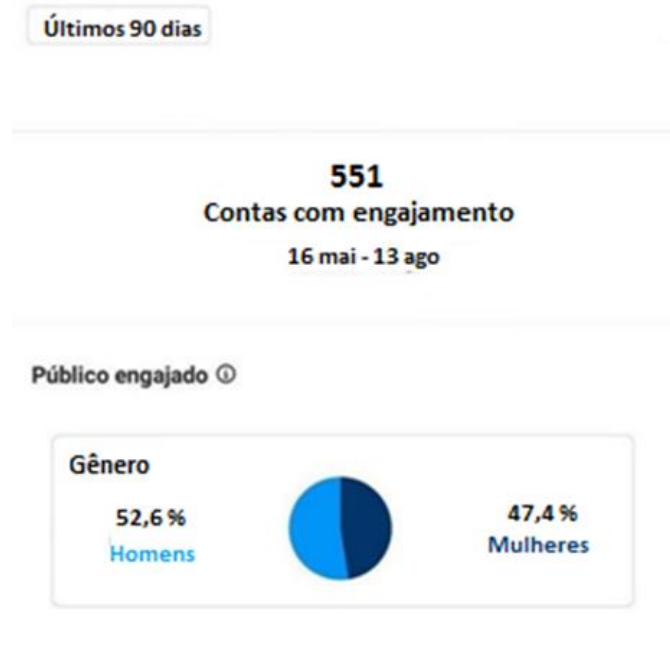 Últimos 90 dias
551
Contas com engajamento
16 mai - 13 ago
Público engajado
Gênero
52,6 %
Homens
47,4 %
Mulheres